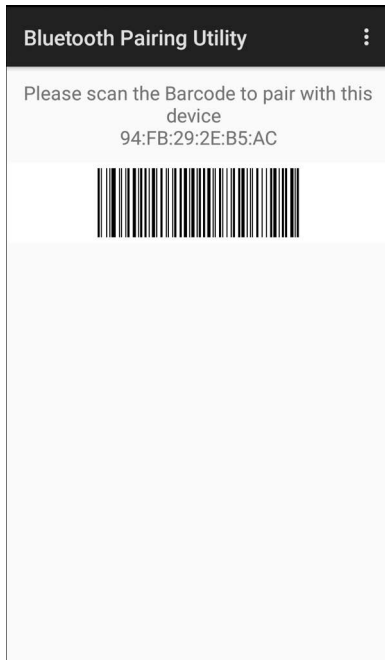 Bluetooth Pairing Utility
Please scan the Barcode to pair with this
device
94:FB:29:2E:B5:AC